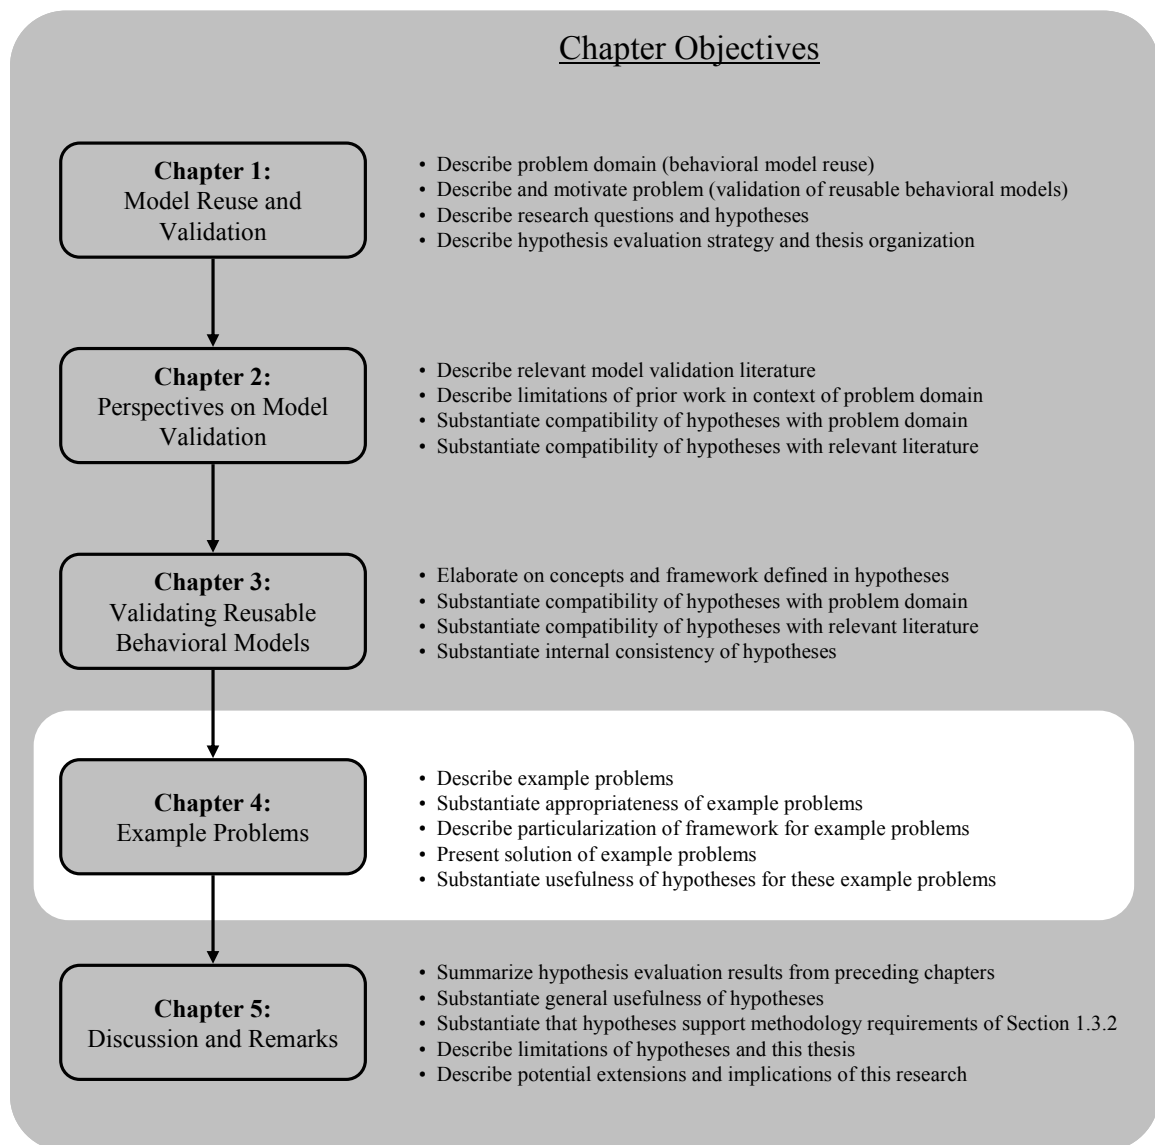 Chapter Objectives
Chapter 1:
Model Reuse and
Validation
• Describe problem domain (behavioral model reuse)
• Describe and motivate problem (validation of reusable behavioral models)
• Describe research questions and hypotheses
• Describe hypothesis evaluation strategy and thesis organization
Chapter 2:
Perspectives on Model
Validation
• Describe relevant model validation literature
• Describe limitations of prior work in context of problem domain
• Substantiate compatibility of hypotheses with problem domain
• Substantiate compatibility of hypotheses with relevant literature
Chapter 3:
Validating Reusable
Behavioral Models
• Elaborate on concepts and framework defined in hypotheses
• Substantiate compatibility of hypotheses with problem domain
• Substantiate compatibility of hypotheses with relevant literature
• Substantiate internal consistency of hypotheses
Chapter 4:
Example Problems
• Describe example problems
• Substantiate appropriateness of example problems
• Describe particularization of framework for example problems
• Present solution of example problems
• Substantiate usefulness of hypotheses for these example problems
Chapter 5:
Discussion and Remarks
• Summarize hypothesis evaluation results from preceding chapters
• Substantiate general usefulness of hypotheses
• Substantiate that hypotheses support methodology requirements of Section 1.3.2
• Describe limitations of hypotheses and this thesis
• Describe potential extensions and implications of this research